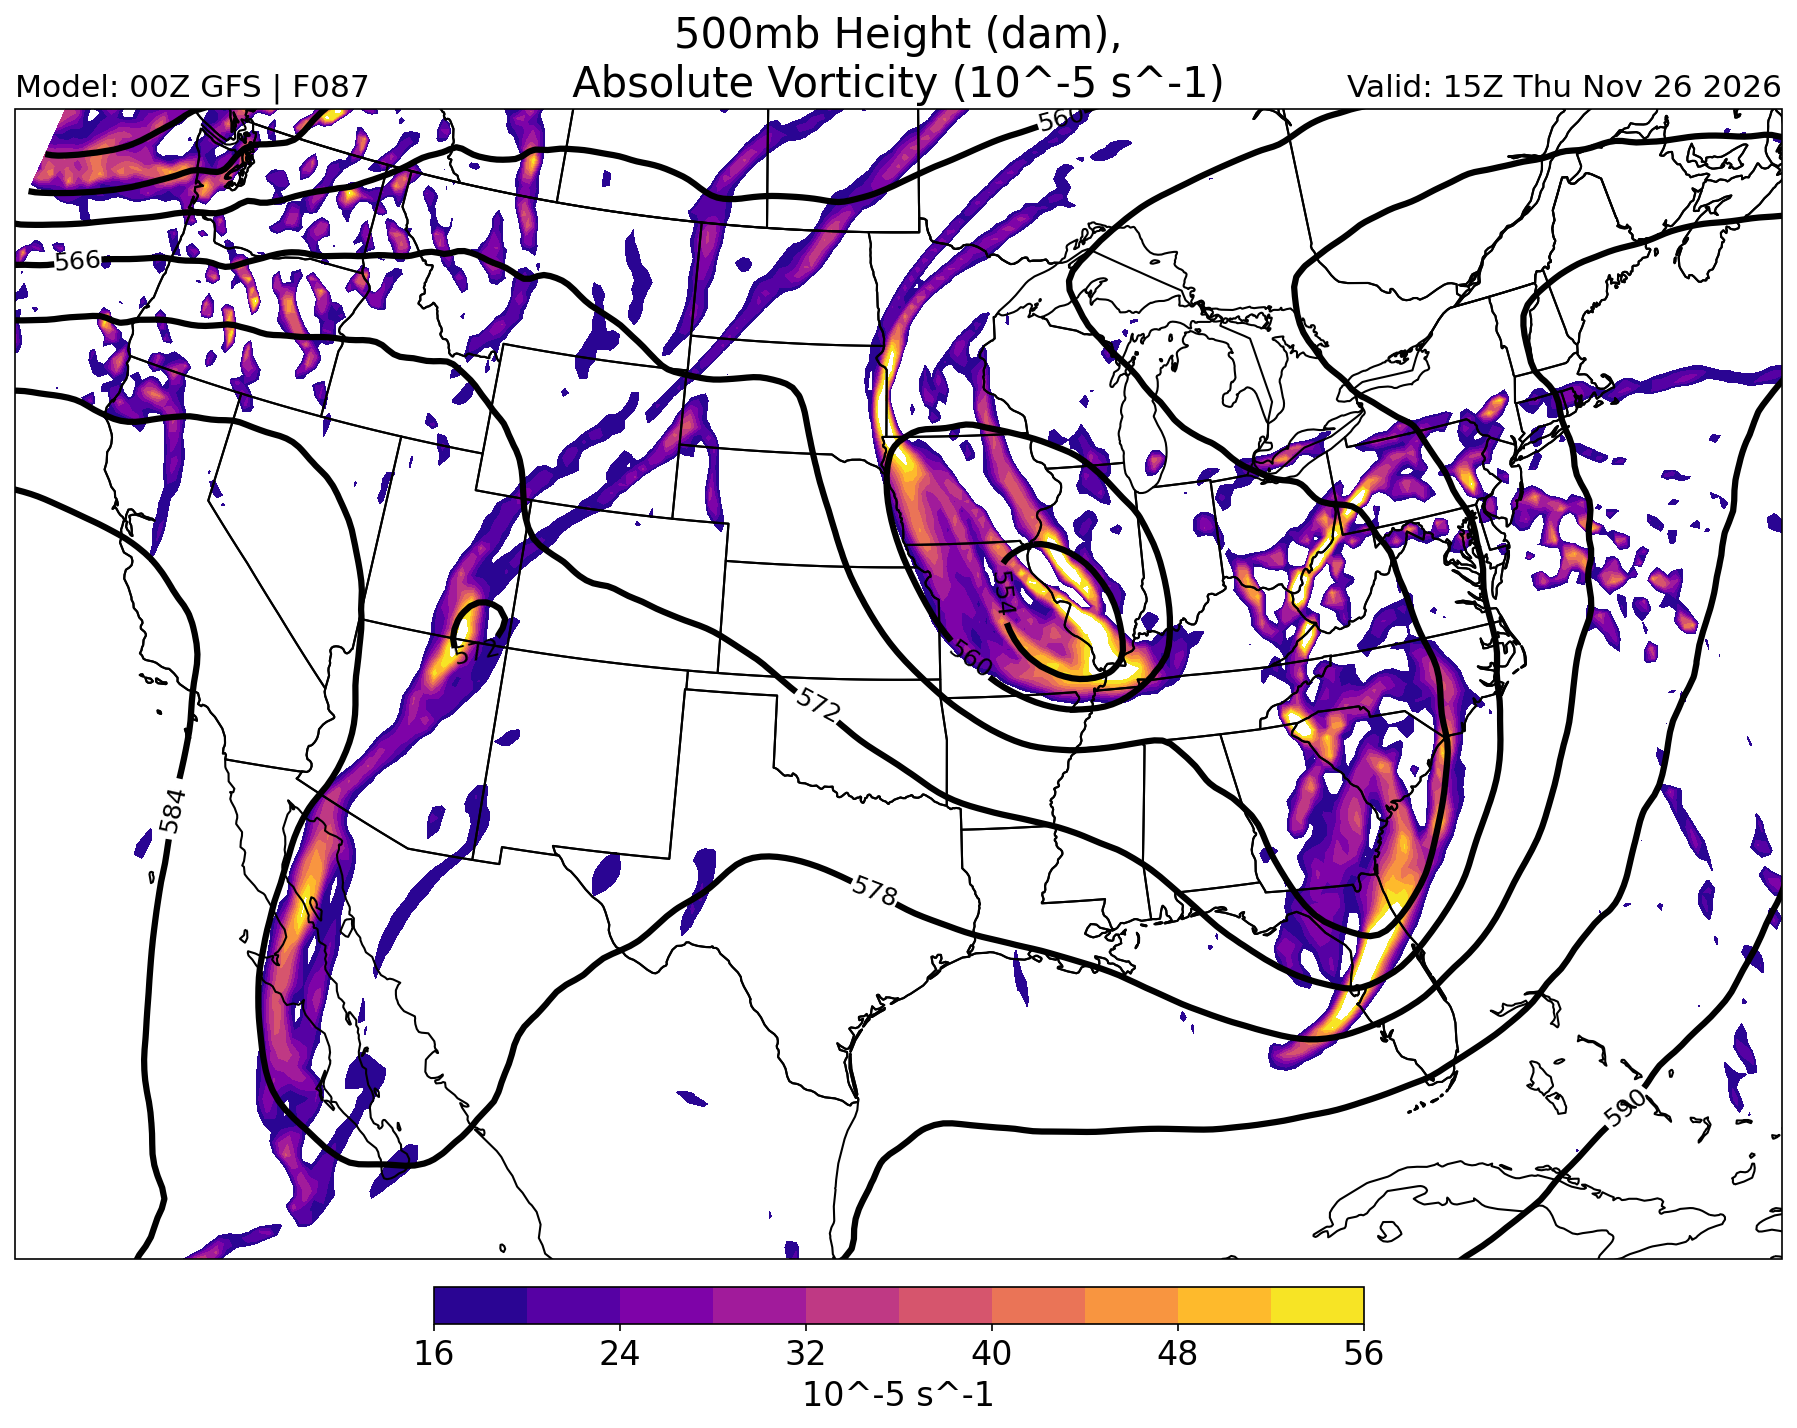 500mb Height (dam),
Model: 00Z GFS | F087
Absolute Vorticity (10^-5 s^-1)
Valid: 15Z Thu Nov 26 2026
560
566
554
572
560
572
584
578
590
16 24 32 40 48 56
10^-5 s^-1